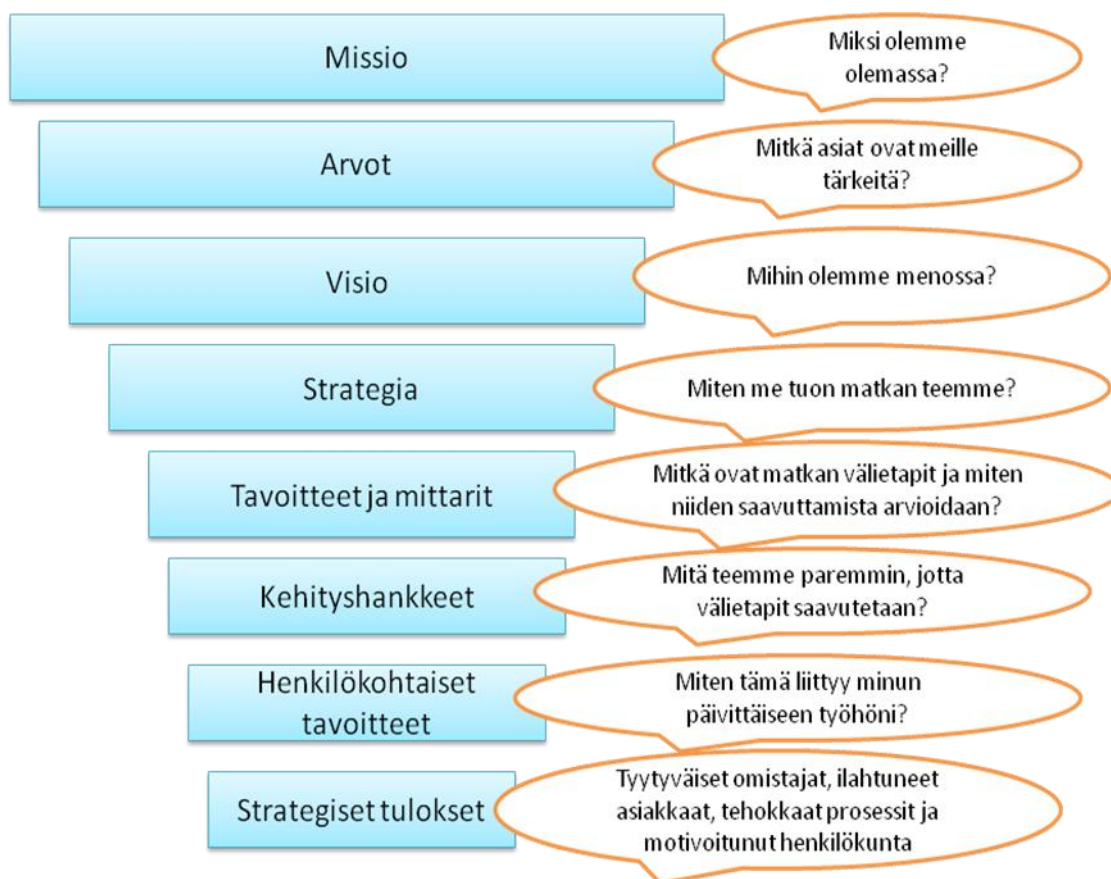 Missio
Miksi olemme
olemassa?
Arvot
Mitkä asiat ovat meille
tärkeitä?
Visio
Mihin olemme menossa?
Strategia
Miten me tuon matkan teemme?
Tavoitteet ja mittarit
Mitkä ovat matkan välietapit ja miten
niiden saavuttamista arvioidaan?
Kehityshankkeet
Mitä teemme paremmin, jotta
välietapit saavutetaan?
Henkilökohtaiset
tavoitteet
Miten tämä liittyy minun
päivittäiseen työhöni?
Strategiset tulokset
Tyytyväiset omistajat, ilahtuneet
asiakkaat, tehokkaat prosessit ja
motivoitunut henkilökunta